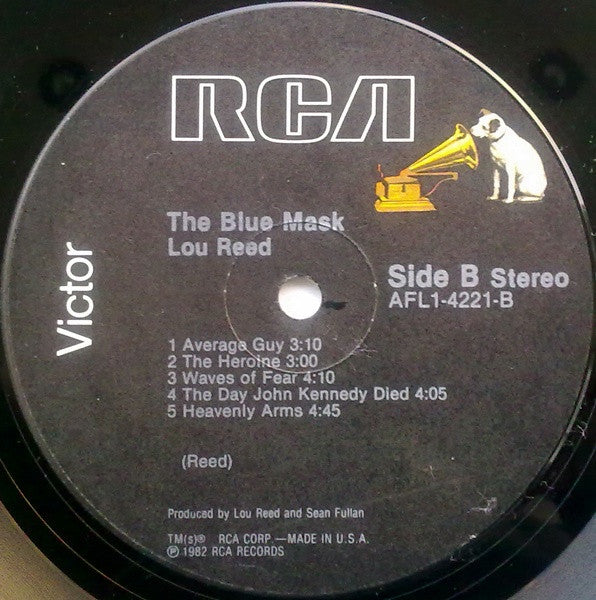 RCA
Victor
The Blue Mask
Lou Reed
Side B Stereo
AFL1-4221-B
1 Average Guy 3:10
2 The Heroine 3:00
3 Waves of Fear 4:10
4 The Day John Kennedy Died 4:05
5 Heavenly Arms 4:45
(Reed)
Produced by Lou Reed and Sean Fullan
TM(s)® RCA CORP.—MADE IN U.S.A.
℗ 1982 RCA RECORDS